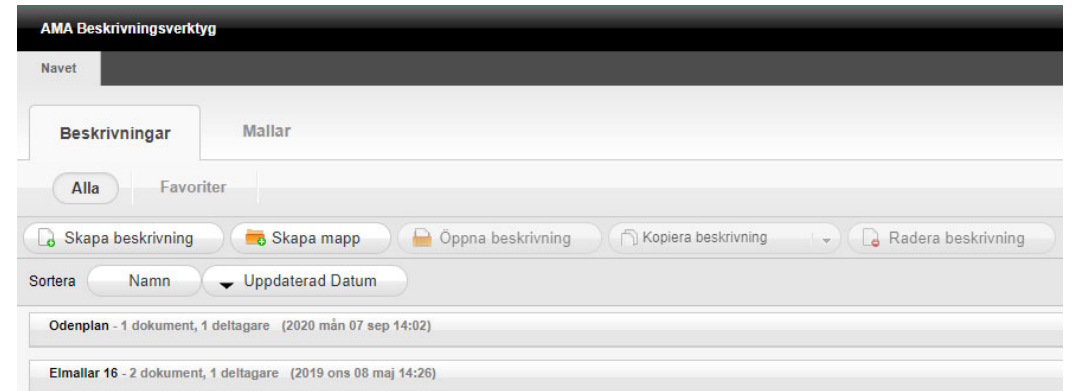 AMA Beskrivningsverktyg
Navet
Beskrivningar Mallar
Alla Favoriter
Skapa beskrivning Skapa mapp Öppna beskrivning Kopiera beskrivning Radera beskrivning
Sortera Namn Uppdaterad Datum
Odenplan - 1 dokument, 1 deltagare (2020 mån 07 sep 14:02)
Elmallar 16 - 2 dokument, 1 deltagare (2019 ons 08 maj 14:26)